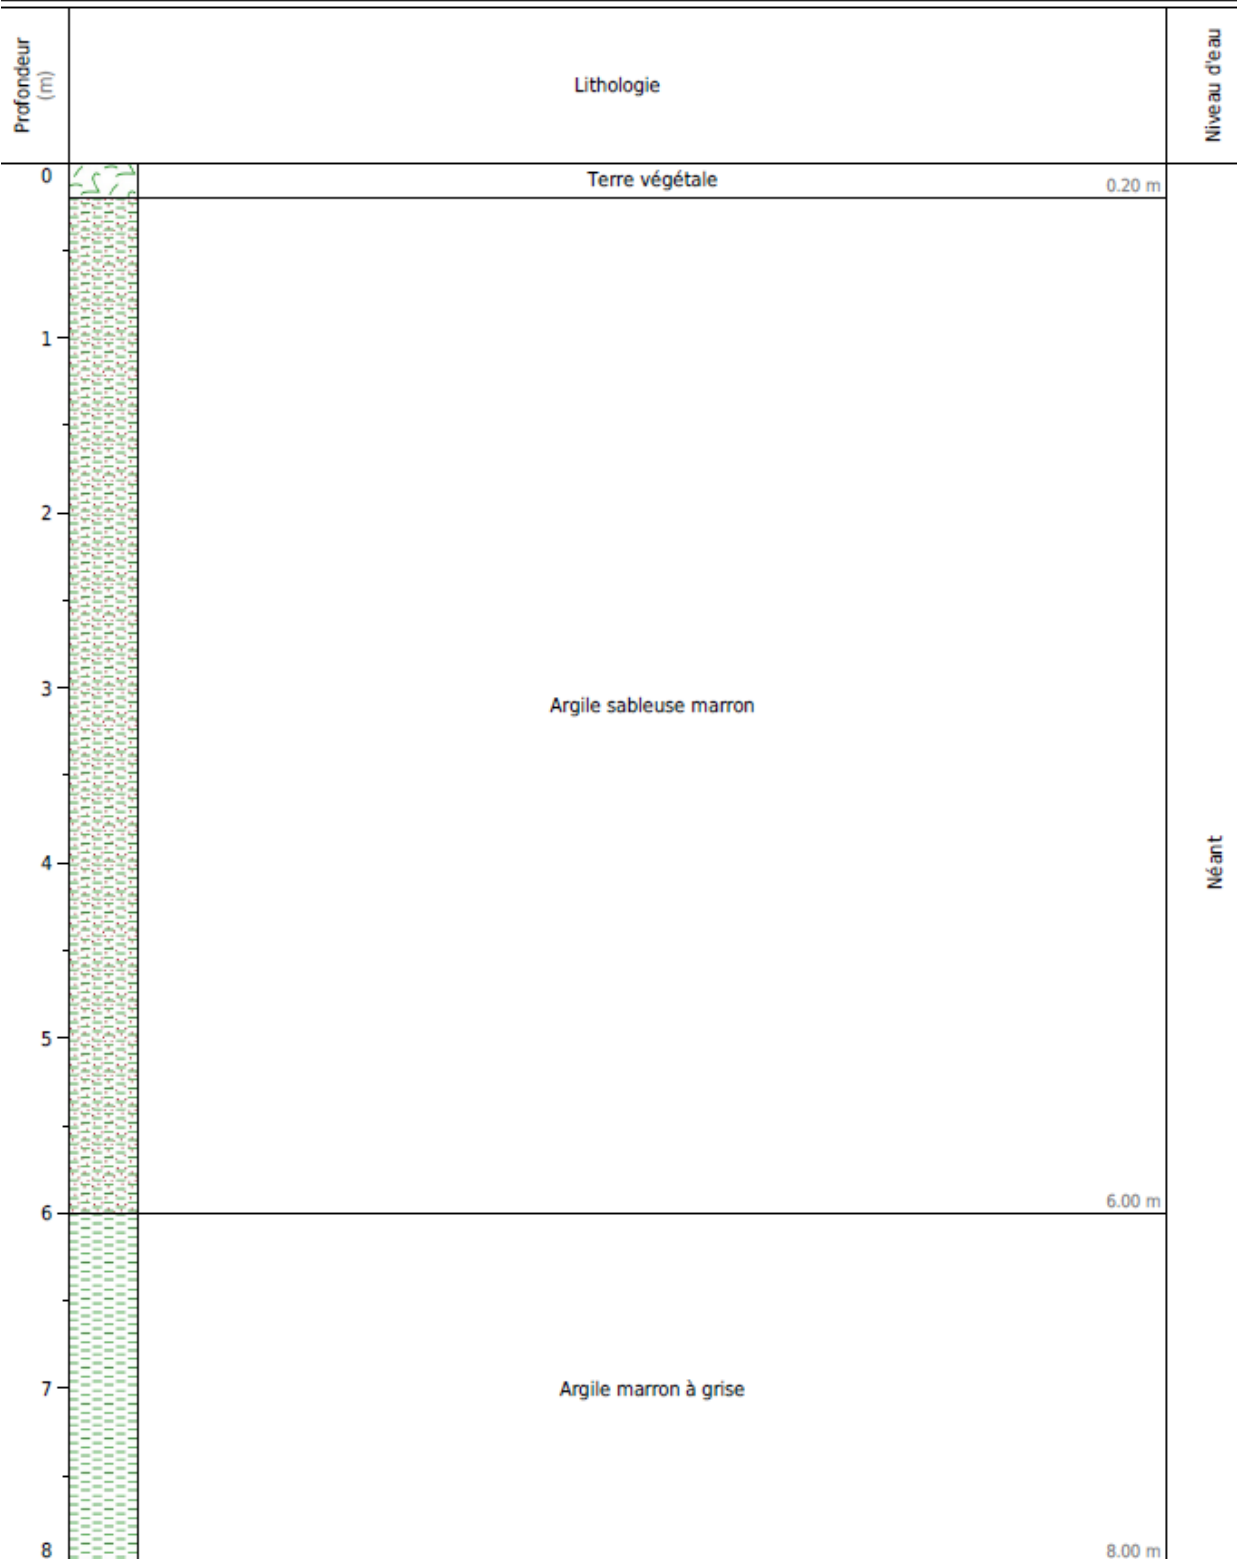 Profondeur
(m)
Lithologie
Niveau d'eau
0
Terre végétale
0.20 m
1
2
3
Argile sableuse marron
4
Néant
5
6.00 m
6
7
Argile marron à grise
8
8.00 m